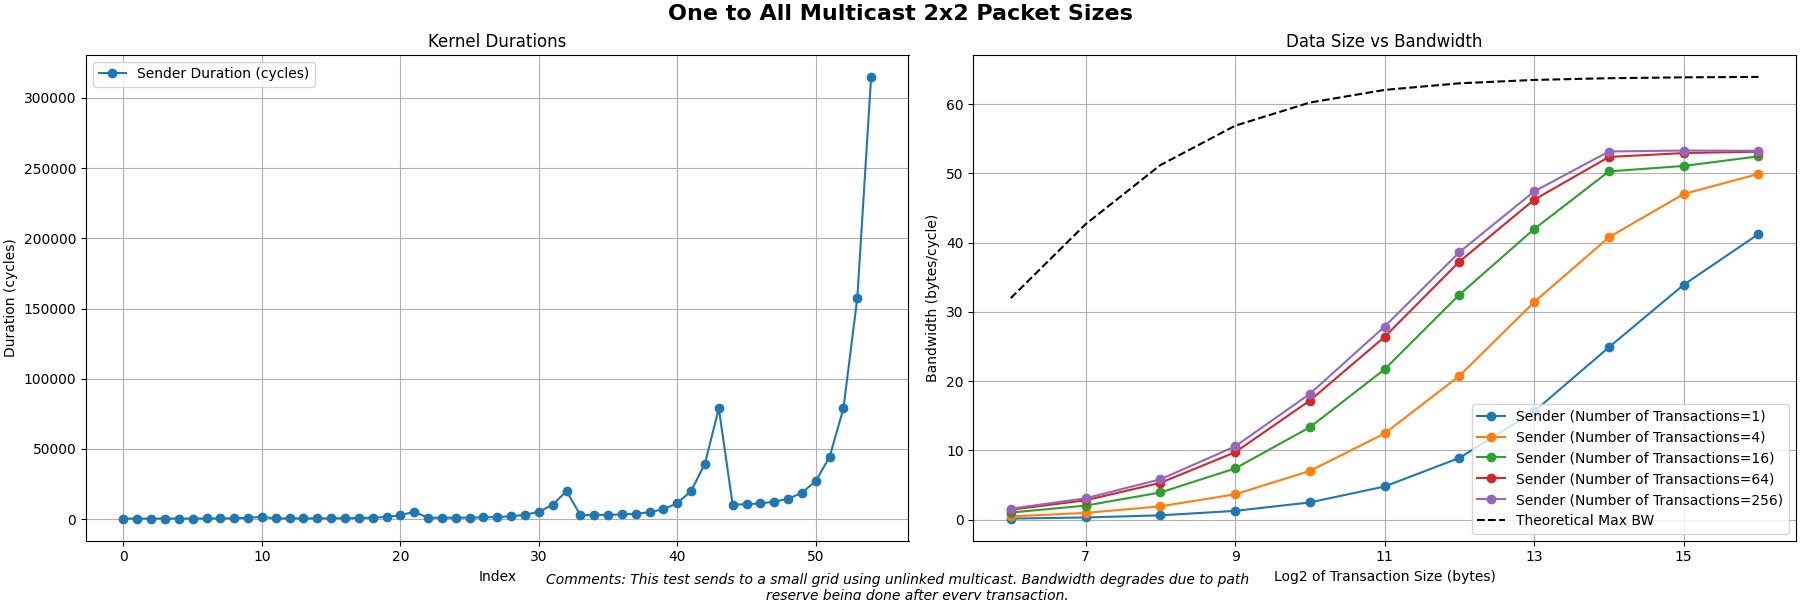 One to All Multicast 2x2 Packet Sizes
Kernel Durations
Sender Duration (cycles)
Duration (cycles)
300000
250000
200000
150000
100000
50000
0
0 10 20 30 40 50
Index
Data Size vs Bandwidth
Bandwidth (bytes/cycle)
60
50
40
30
20
10
0
Sender (Number of Transactions=1)
Sender (Number of Transactions=4)
Sender (Number of Transactions=16)
Sender (Number of Transactions=64)
Sender (Number of Transactions=256)
Theoretical Max BW
7 9 11 13 15
Log2 of Transaction Size (bytes)
Comments: This test sends to a small grid using unlinked multicast. Bandwidth degrades due to path
reserve being done after every transaction.